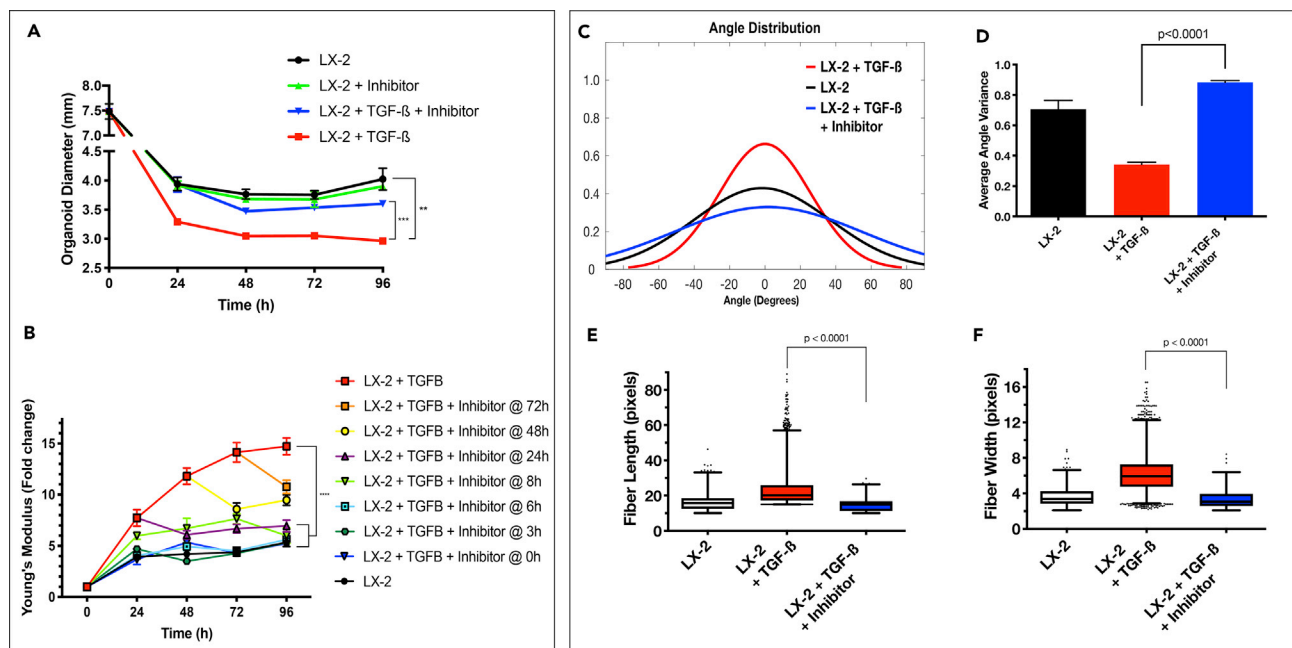 A
LX-2
LX-2 + Inhibitor
LX-2 + TGF-ß + Inhibitor
LX-2 + TGF-ß
Organoid Diameter (mm)
8.0
7.5
7.0
4.5
4.0
3.5
3.0
2.5
**
***
0 24 48 72 96
Time (h)
B
LX-2 + TGFB
LX-2 + TGFB + Inhibitor @ 72h
LX-2 + TGFB + Inhibitor @ 48h
LX-2 + TGFB + Inhibitor @ 24h
LX-2 + TGFB + Inhibitor @ 8h
LX-2 + TGFB + Inhibitor @ 6h
LX-2 + TGFB + Inhibitor @ 3h
LX-2 + TGFB + Inhibitor @ 0h
LX-2
Young's Modulus (Fold change)
15
10
5
0
****
0 24 48 72 96
Time (h)
C
Angle Distribution
LX-2 + TGF-ß
LX-2
LX-2 + TGF-ß
+ Inhibitor
1.0
0.8
0.6
0.4
0.2
0
-80 -60 -40 -20 0 20 40 60 80
Angle (Degrees)
D
p<0.0001
Average Angle Variance
1.0
0.8
0.6
0.4
0.2
0.0
LX-2
LX-2
+ TGF-ß
LX-2 + TGF-ß
+ Inhibitor
E
p < 0.0001
Fiber Length (pixels)
80
60
40
20
0
LX-2
LX-2
+ TGF-ß
LX-2 + TGF-ß
+ Inhibitor
F
p < 0.0001
Fiber Width (pixels)
16
12
8
4
0
LX-2
LX-2
+ TGF-ß
LX-2 + TGF-ß
+ Inhibitor